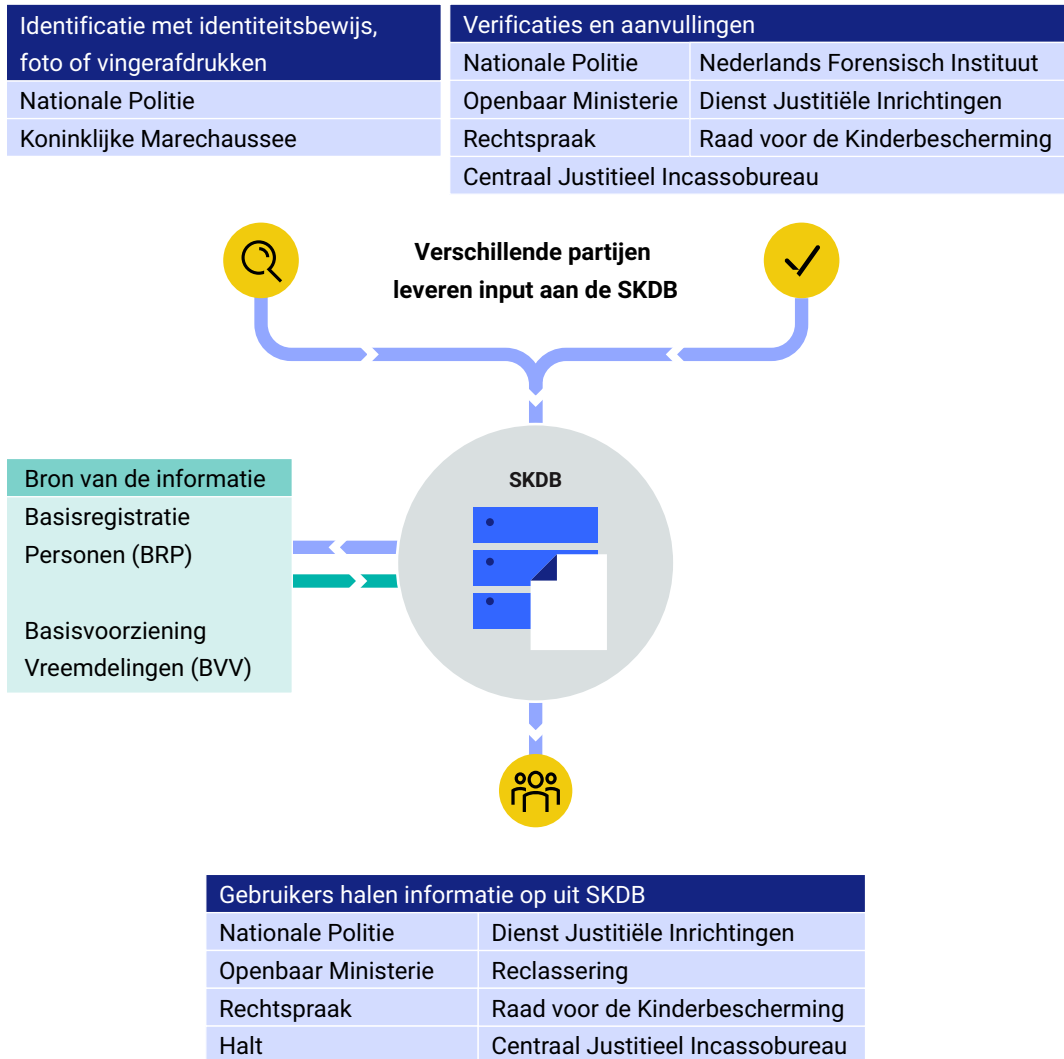 Identificatie met identiteitsbewijs,
foto of vingerafdrukken
Nationale Politie
Koninklijke Marechaussee
Verificaties en aanvullingen
Nationale Politie Nederlands Forensisch Instituut
Openbaar Ministerie Dienst Justitiële Inrichtingen
Rechtspraak Raad voor de Kinderbescherming
Centraal Justitieel Incassobureau
Verschillende partijen
leveren input aan de SKDB
Bron van de informatie
Basisregistratie
Personen (BRP)
Basisvoorziening
Vreemdelingen (BVV)
SKDB
Gebruikers halen informatie op uit SKDB
Nationale Politie Dienst Justitiële Inrichtingen
Openbaar Ministerie Reclassering
Rechtspraak Raad voor de Kinderbescherming
Halt Centraal Justitieel Incassobureau